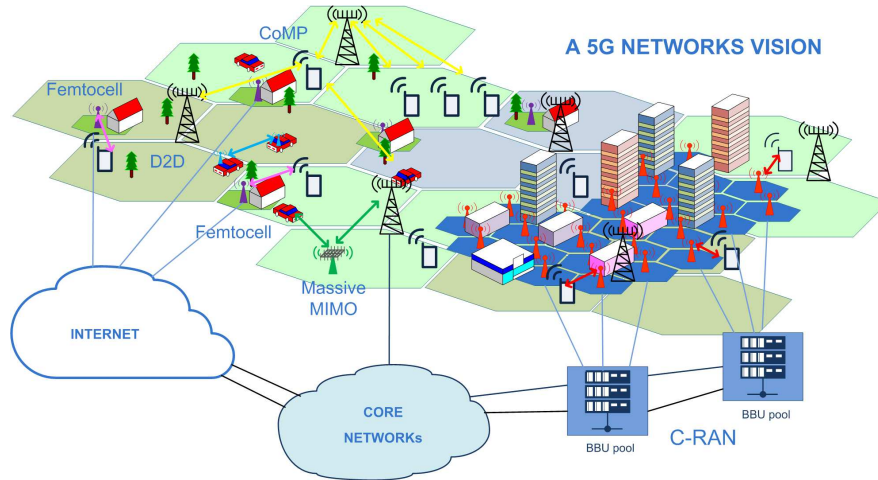 CoMP
A 5G NETWORKS VISION
Femtocell
D2D
Femtocell
Massive
MIMO
INTERNET
CORE
NETWORKs
BBU pool
BBU pool
C-RAN